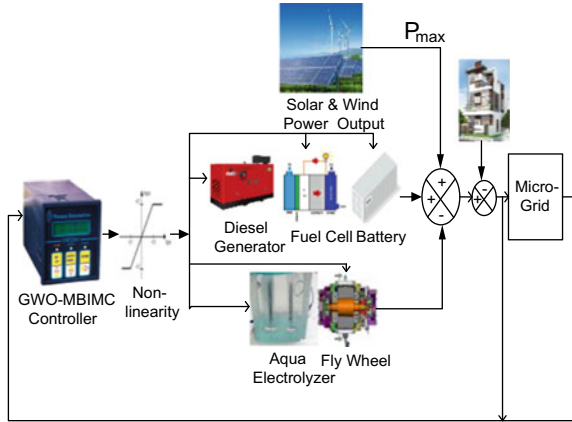 P_max
Solar & Wind
Power Output
Diesel
Generator
Fuel Cell Battery
+
+
+
-
-
+
Micro-
Grid
GWO-MBIMC
Controller
Non-
linearity
Aqua
Electrolyzer
Fly Wheel